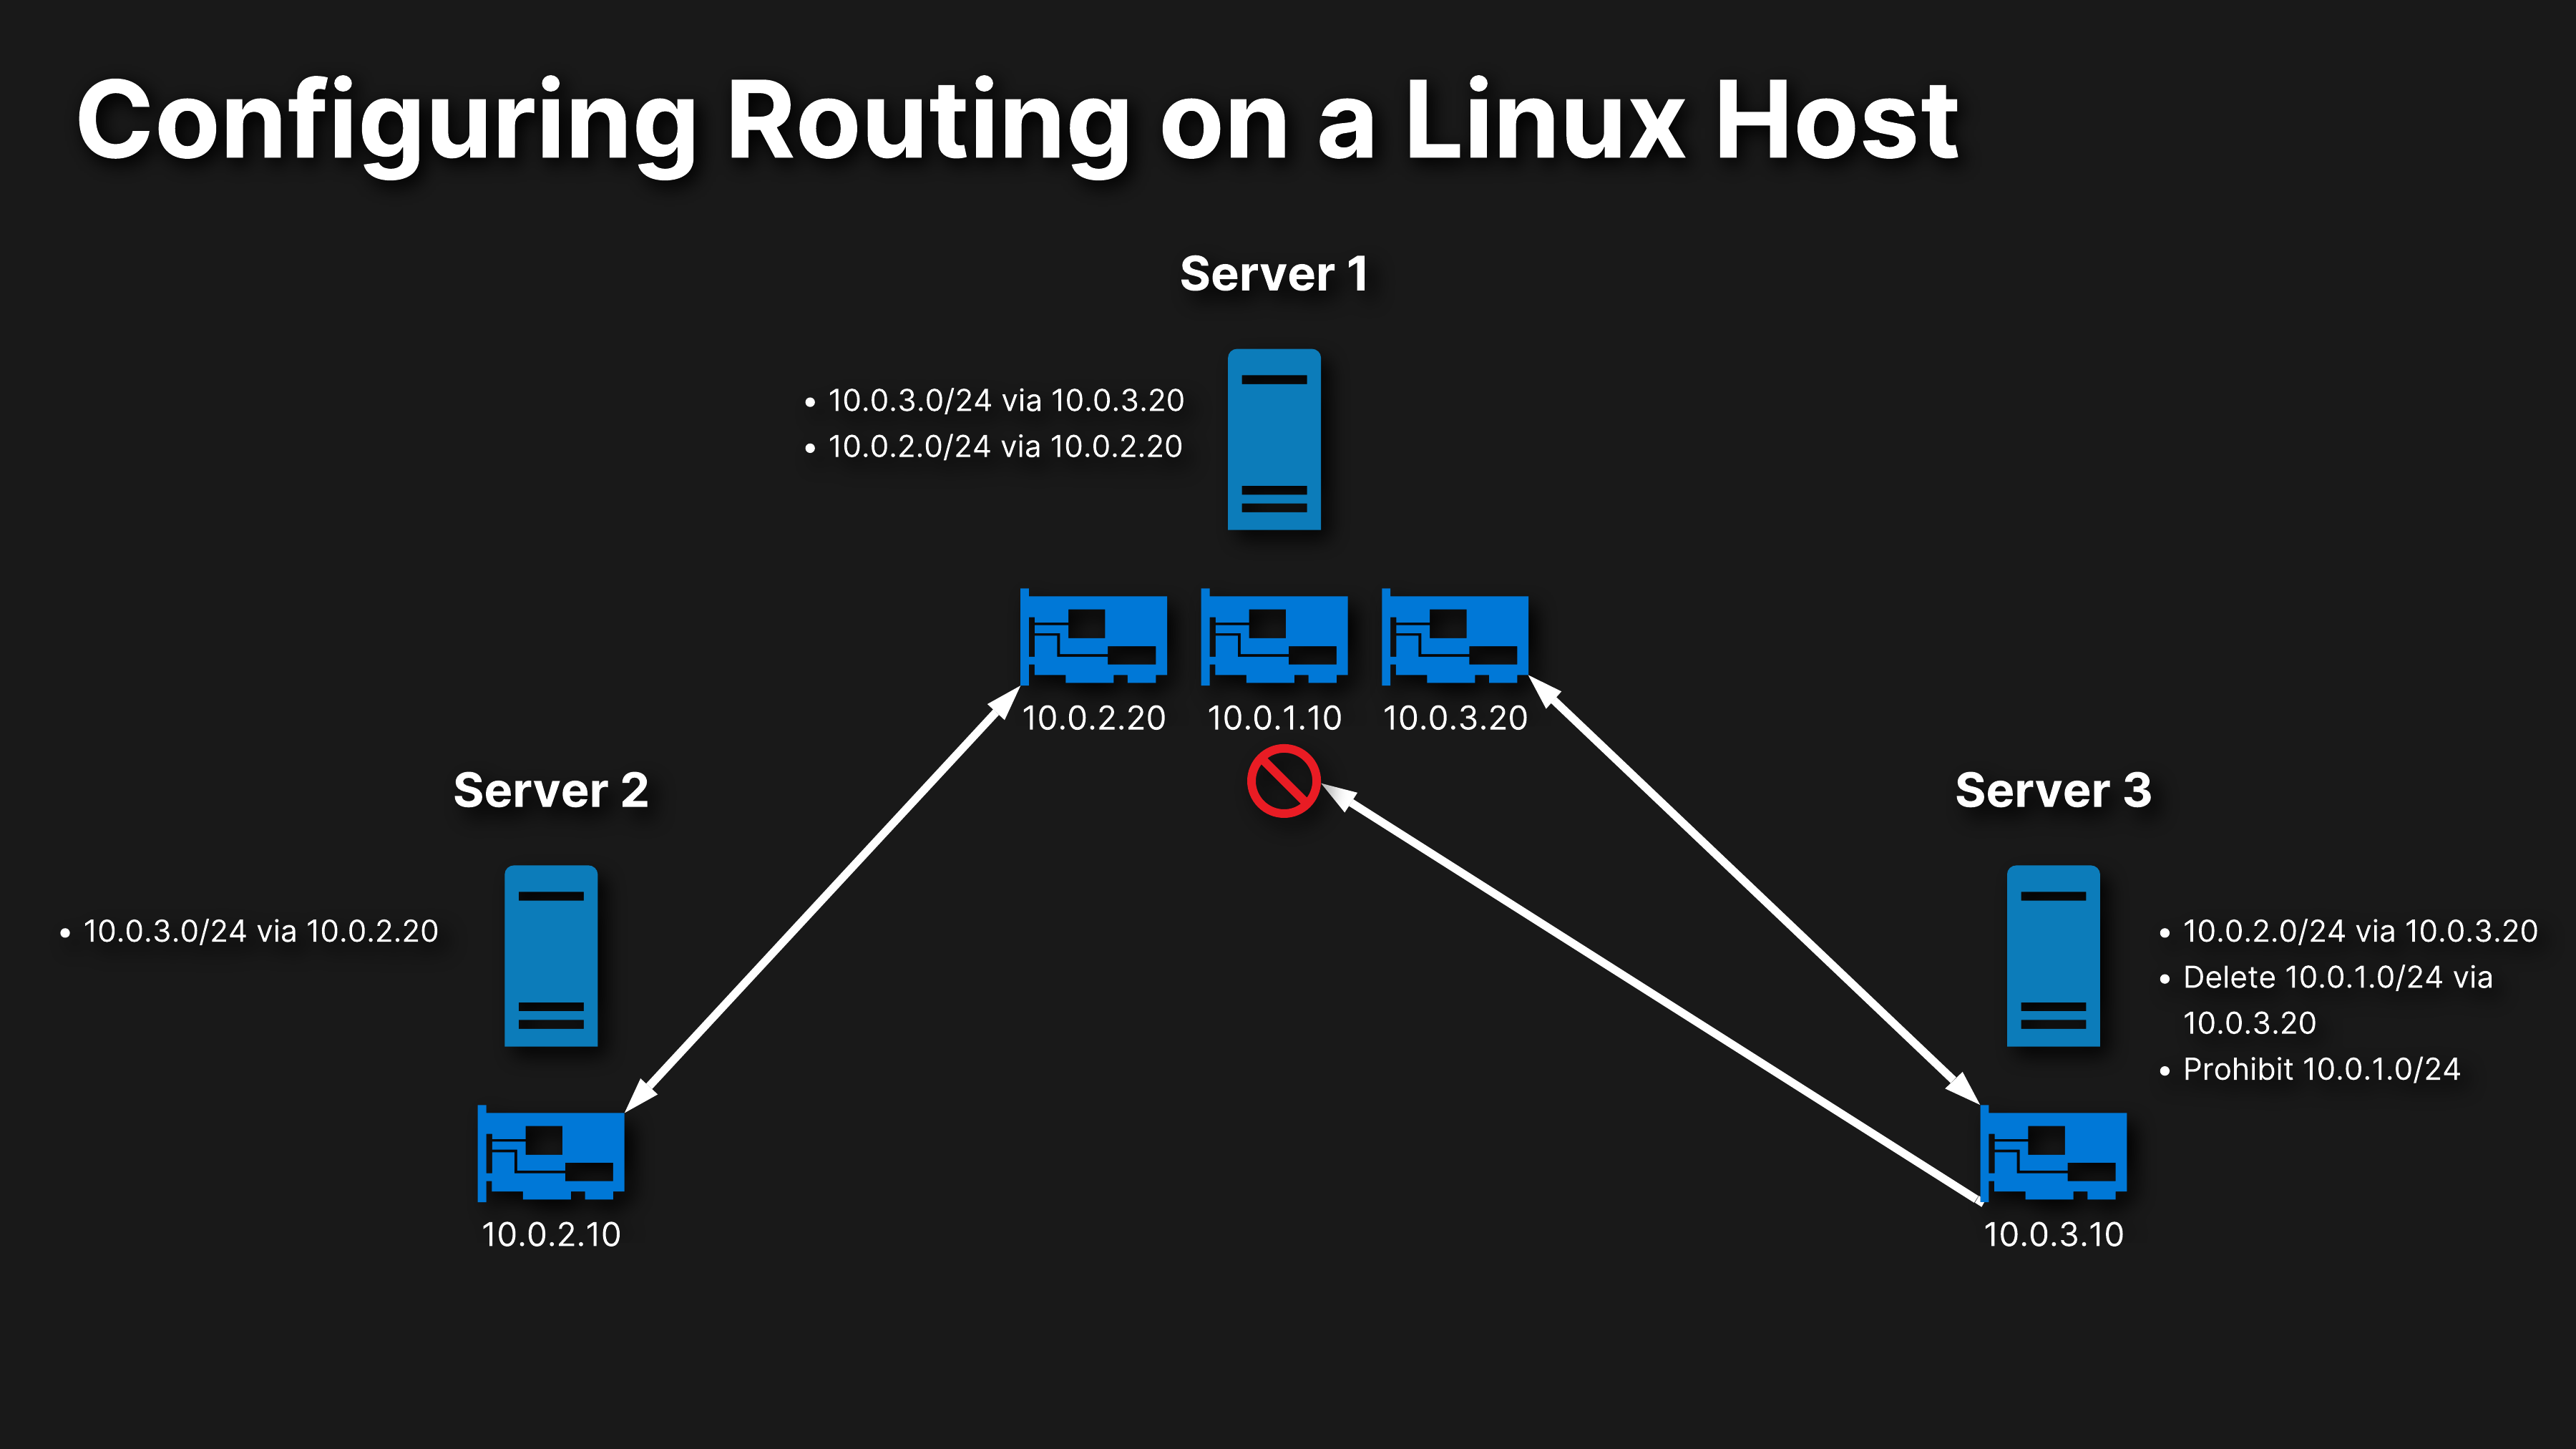 Configuring Routing on a Linux Host
Server 1
• 10.0.3.0/24 via 10.0.3.20
• 10.0.2.0/24 via 10.0.2.20
10.0.2.20
10.0.1.10
10.0.3.20
Server 2
• 10.0.3.0/24 via 10.0.2.20
10.0.2.10
Server 3
• 10.0.2.0/24 via 10.0.3.20
• Delete 10.0.1.0/24 via
10.0.3.20
• Prohibit 10.0.1.0/24
10.0.3.10